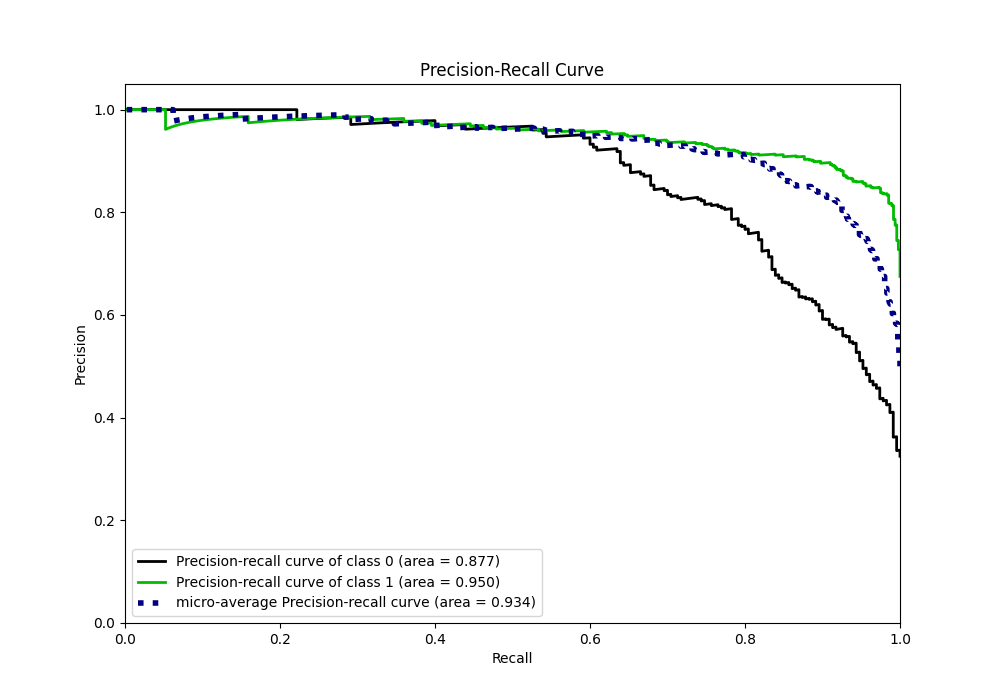 Precision-Recall Curve
1.0
0.8
0.6
0.4
0.2
0.0
Precision
Precision-recall curve of class 0 (area = 0.877)
Precision-recall curve of class 1 (area = 0.950)
micro-average Precision-recall curve (area = 0.934)
0.0 0.2 0.4 0.6 0.8 1.0
Recall